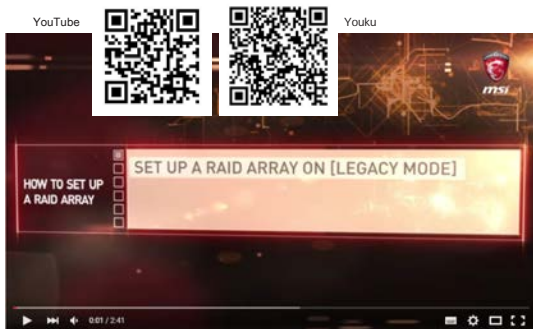 YouTube
Youku
msi
SET UP A RAID ARRAY ON [LEGACY MODE]
HOW TO SET UP
A RAID ARRAY
0:01 / 2:41